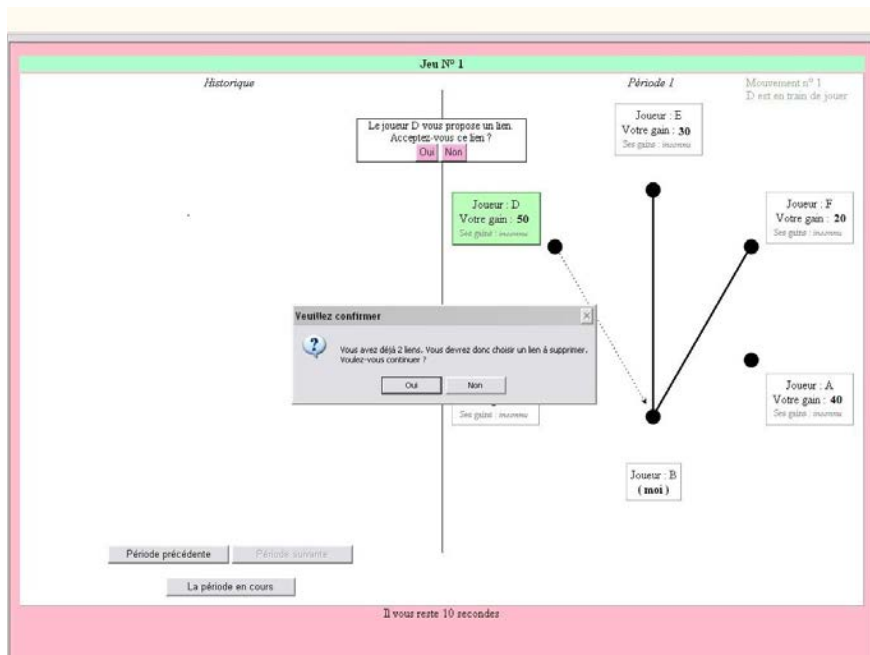 Jeu Nº 1
Historique
Période 1
Mouvement nº 1
D est en train de jouer
Le joueur D vous propose un lien.
Acceptez-vous ce lien ?
Oui Non
Joueur : E
Votre gain : 30
Ses gains : inconnu
Joueur : D
Votre gain : 50
Ses gains : inconnu
Joueur : F
Votre gain : 20
Ses gains : inconnu
Veuillez confirmer
Vous avez déjà 2 liens. Vous devrez donc choisir un lien à supprimer.
Voulez-vous continuer ?
Oui Non
Ses gains : inconnu
Joueur : A
Votre gain : 40
Ses gains : inconnu
Joueur : B
( moi )
Période précédente Période suivante
La période en cours
Il vous reste 10 secondes